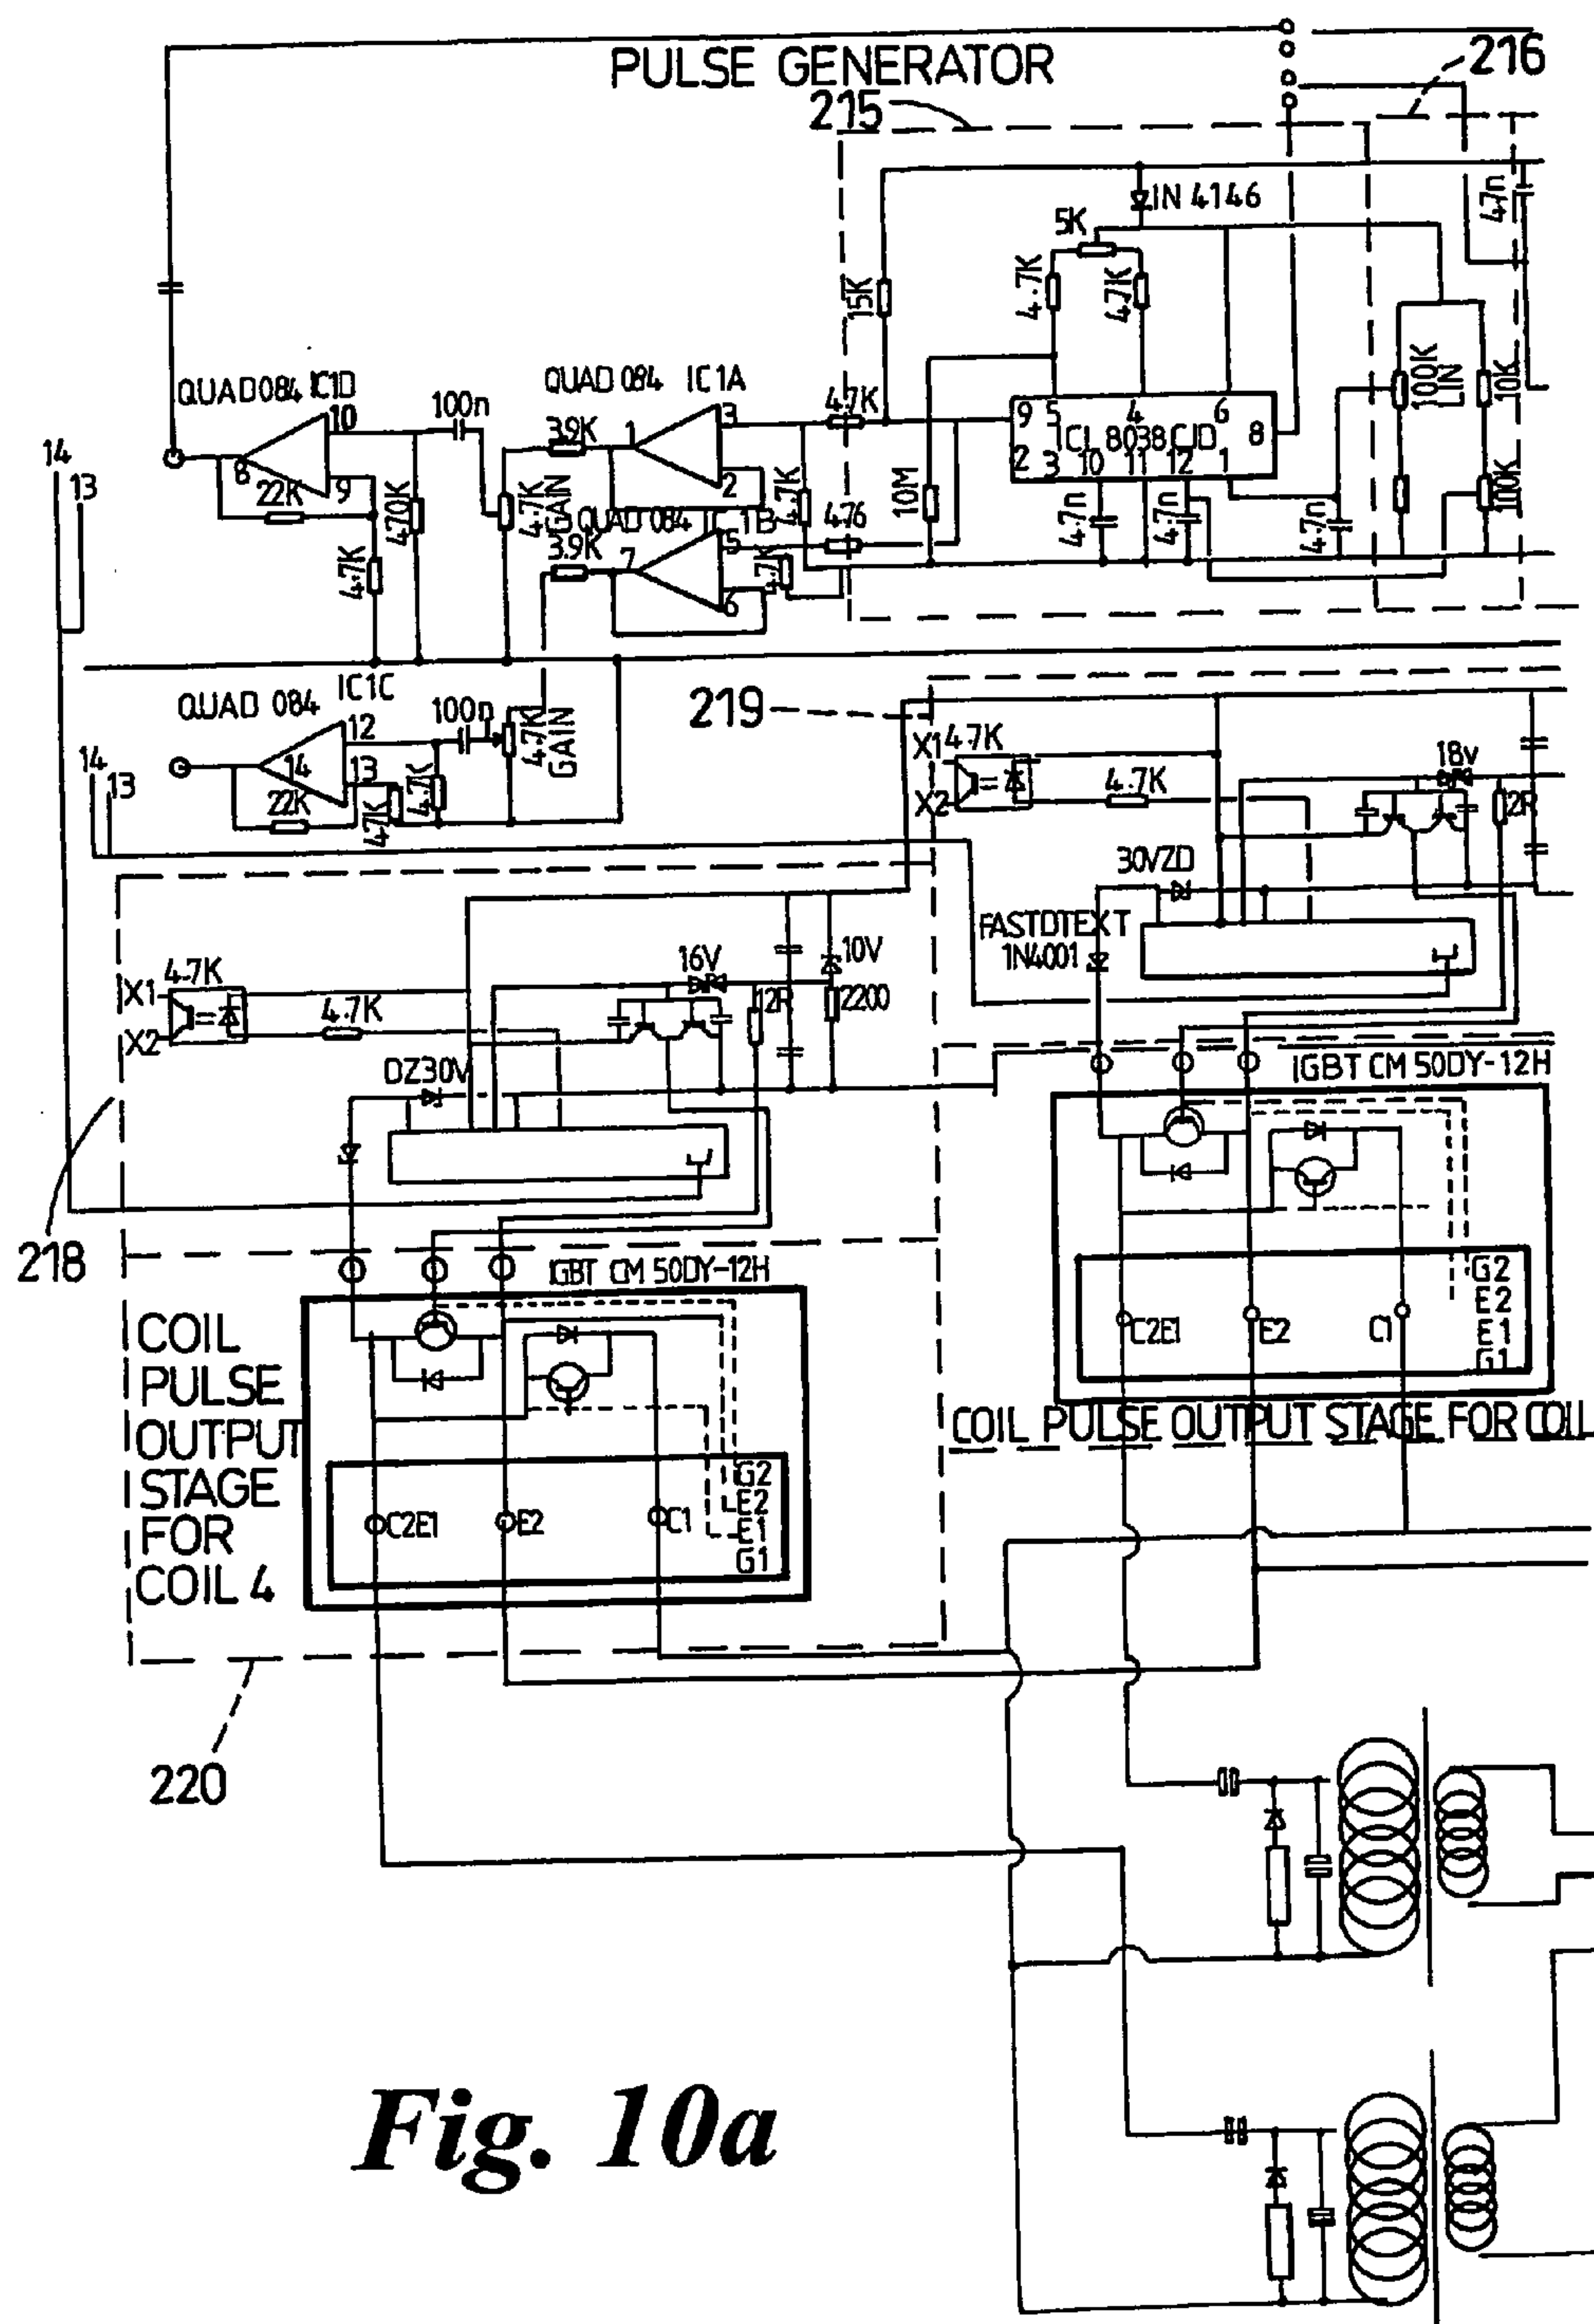 PULSE GENERATOR
216
215
IN 4146
4.7n
5K
4.7K
4.7K
15K
100K
LIN
10K
QUAD084 IC1D
QUAD 084 IC1A
10
100n
3.9K
1
3
4.7K
9 5 4 6
ICL8038CJD
8
2 3 10 11 12 1
14
13
8
9
22K
470K
4.7K
GAIN
2
4.7K
10M
4.7n
4.7n
4.7n
100K
QUAD 084 IC1B
3.9K
7
5
476
4.7K
6
4.7K
QUAD 084
IC1C
219
100n
12
4.7K
GAIN
X1
4.7K
18v
14
13
14
13
22K
4.7K
4.7K
X2
4.7K
12R
30VZD
FASTDTEXT
1N4001
X1
4.7K
16V
10V
X2
4.7K
12R
2200
DZ30V
IGBT CM 50DY-12H
218
IGBT CM 50DY-12H
G2
E2
C2E1
E2
C1
E1
G1
COIL
PULSE
OUTPUT
STAGE
FOR
COIL 4
COIL PULSE OUTPUT STAGE FOR COIL
G2
E2
C2E1
E2
C1
E1
G1
220
Fig. 10a